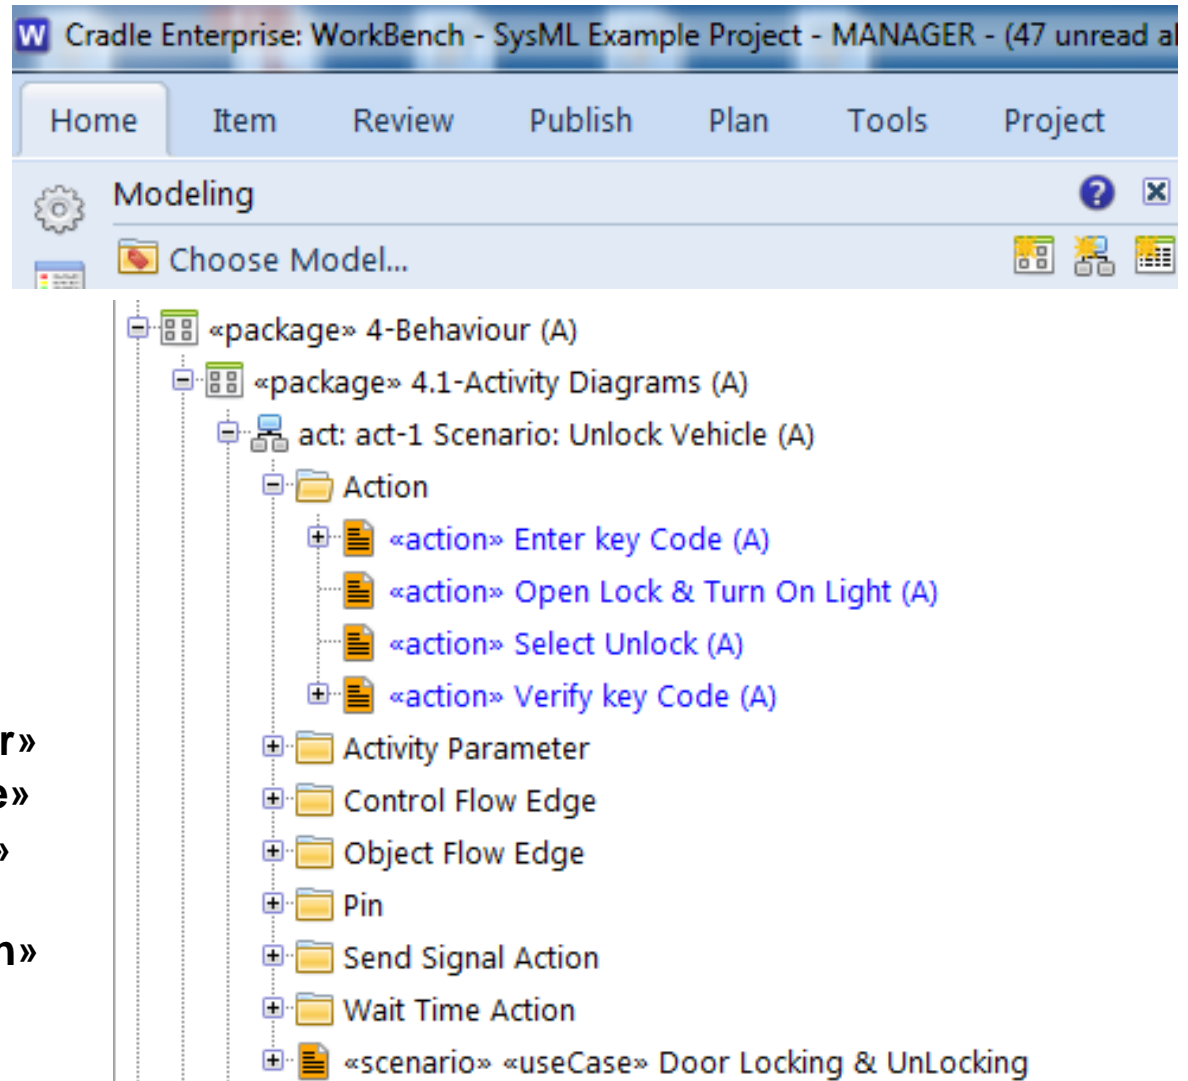 W Cradle Enterprise: WorkBench - SysML Example Project - MANAGER - (47 unread al
Home Item Review Publish Plan Tools Project
Modeling ?
Choose Model...
«package» 4-Behaviour (A)
«package» 4.1-Activity Diagrams (A)
act: act-1 Scenario: Unlock Vehicle (A)
Action
«action» Enter key Code (A)
«action» Open Lock & Turn On Light (A)
«action» Select Unlock (A)
«action» Verify key Code (A)
r»
Activity Parameter
e»
Control Flow Edge
»
Object Flow Edge
Pin
n»
Send Signal Action
Wait Time Action
«scenario» «useCase» Door Locking & UnLocking